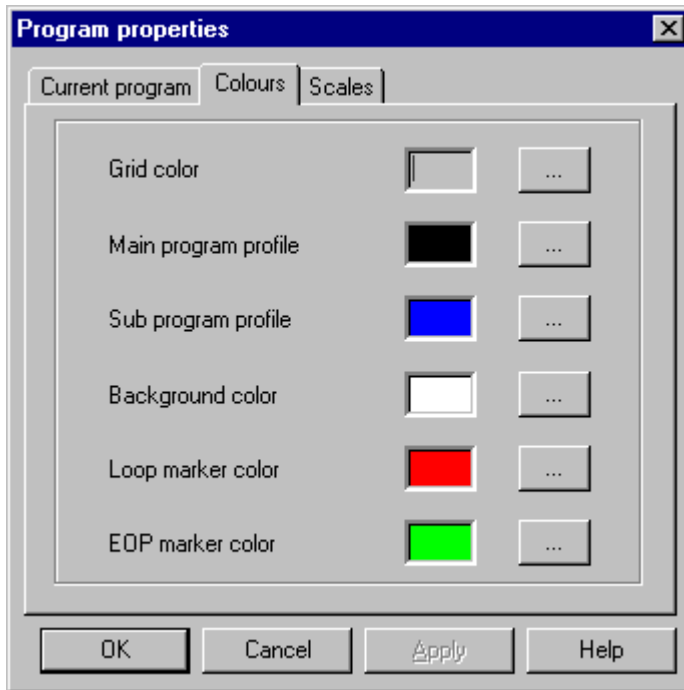 Program properties
Current program Colours Scales
Grid color ...
Main program profile ...
Sub program profile ...
Background color ...
Loop marker color ...
EOP marker color ...
OK Cancel Apply Help